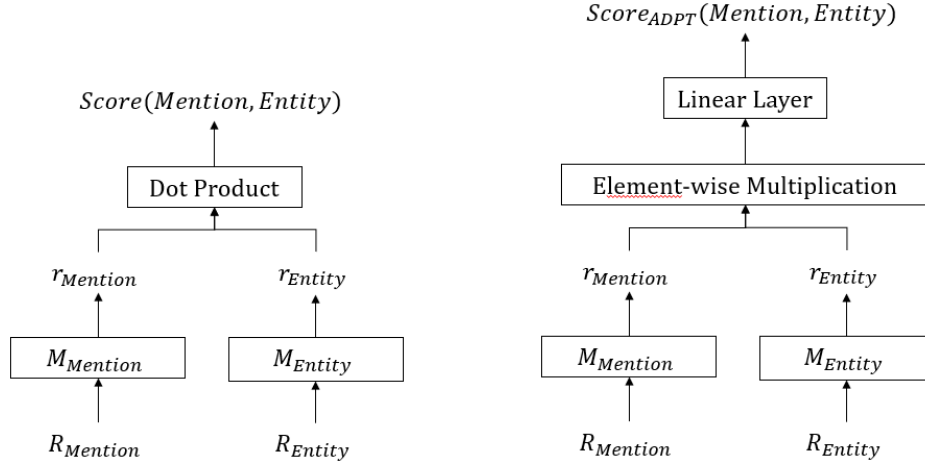 Score(Mention, Entity)
Dot Product
r_Mention
r_Entity
M_Mention
M_Entity
R_Mention
R_Entity
Score_ADPT(Mention, Entity)
Linear Layer
Element-wise Multiplication
r_Mention
r_Entity
M_Mention
M_Entity
R_Mention
R_Entity